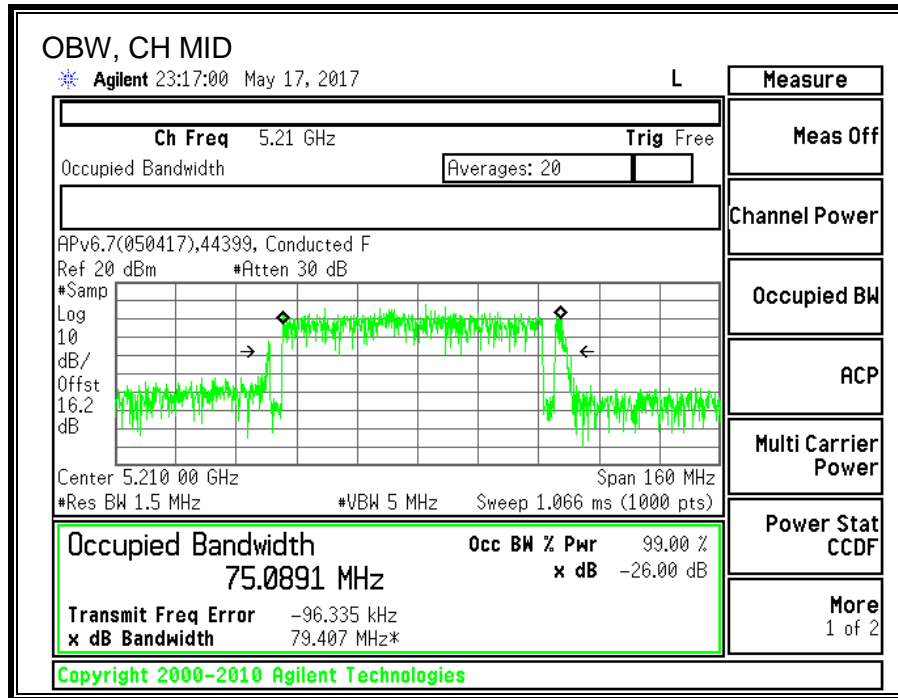 OBW, CH MID
Agilent 23:17:00 May 17, 2017 L
Measure
Ch Freq 5.21 GHz Trig Free
Meas Off
Occupied Bandwidth Averages: 20
Channel Power
APv6.7(050417),44399, Conducted F
Ref 20 dBm #Atten 30 dB
#Samp
Log
10
dB/
Offst
16.2
dB
Occupied BW
ACP
Center 5.210 00 GHz Span 160 MHz
#Res BW 1.5 MHz #VBW 5 MHz Sweep 1.066 ms (1000 pts)
Multi Carrier
Power
Occupied Bandwidth Occ BW % Pwr 99.00 %
75.0891 MHz x dB -26.00 dB
Transmit Freq Error -96.335 kHz
x dB Bandwidth 79.407 MHz*
Power Stat
CCDF
More
1 of 2
Copyright 2000-2010 Agilent Technologies